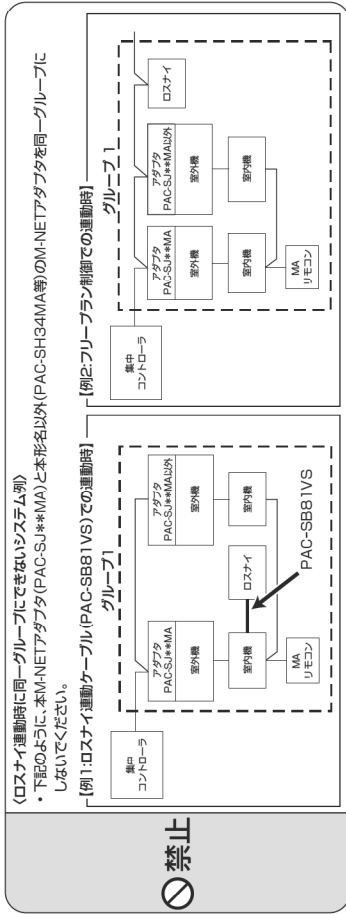 禁止
〈ロスナイ連動時に同一グループにできないシステム例〉
・下記のように、本M-NETアダプタ(PAC-SJ**MA)と本形名以外(PAC-SH34MA等)のM-NETアダプタを同一グループに
しないでください。
【例1:ロスナイ連動ケーブル(PAC-SB81VS)での連動時】
グループ1
集中
コントローラ
アダプタ
PAC-SJ**MA
室外機
アダプタ
PAC-SJ**MA以外
室外機
室内機
ロスナイ
室内機
MA
リモコン
PAC-SB81VS
【例2:フリープラン制御での連動時】
グループ 1
集中
コントローラ
アダプタ
PAC-SJ**MA
室外機
アダプタ
PAC-SJ**MA以外
室外機
ロスナイ
室内機
室内機
MA
リモコン